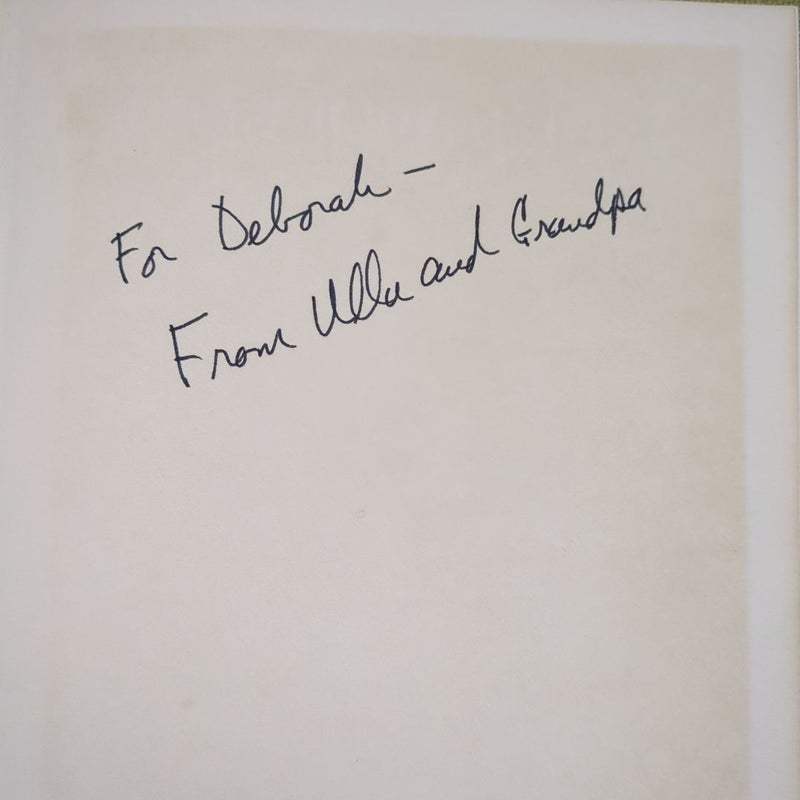 For Deborah —
From Ulla and Grandpa